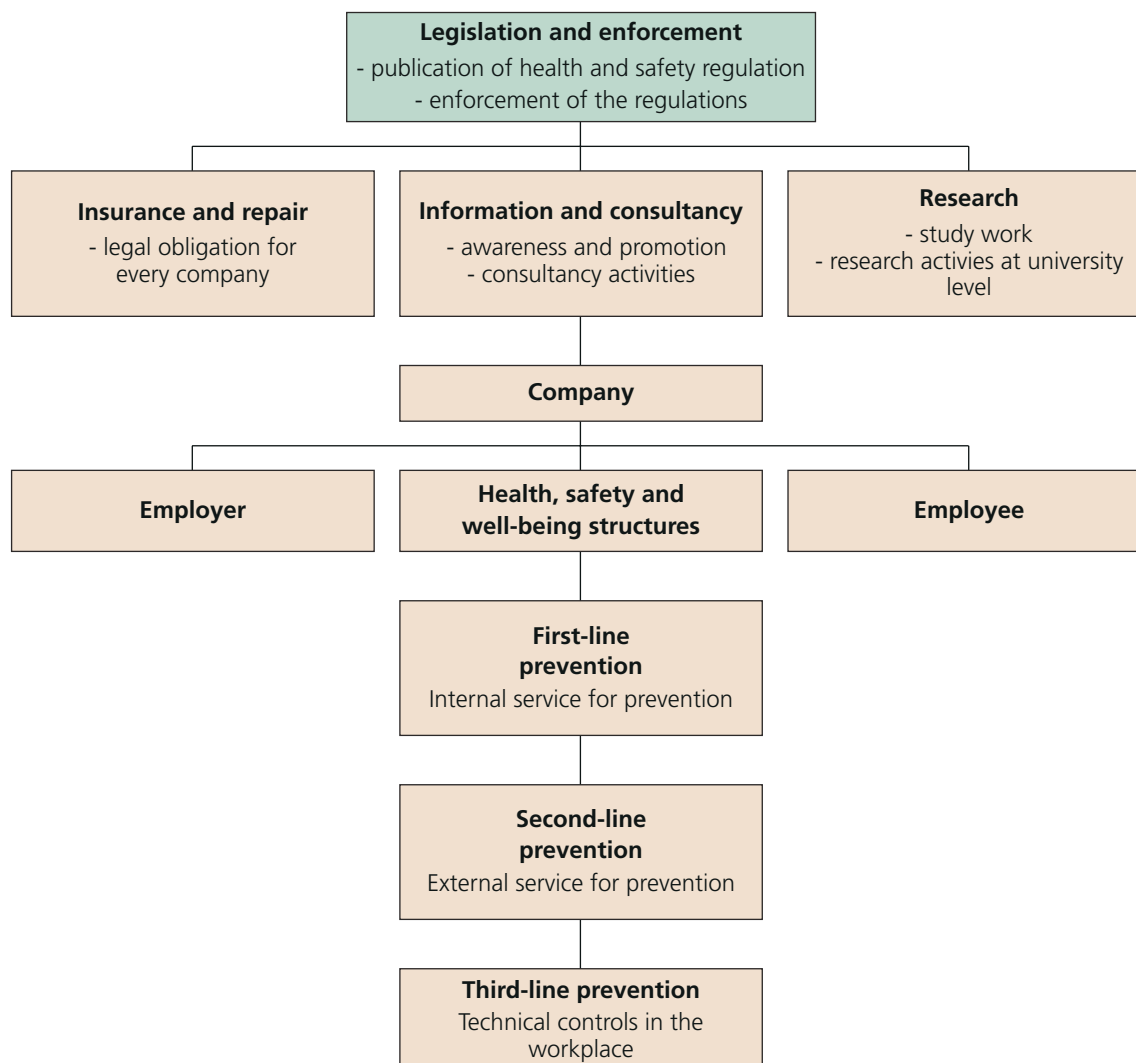 Legislation and enforcement
- publication of health and safety regulation
- enforcement of the regulations
Insurance and repair
- legal obligation for
every company
Information and consultancy
- awareness and promotion
- consultancy activities
Research
- study work
- research activies at university
level
Company
Employer
Health, safety and
well-being structures
Employee
First-line
prevention
Internal service for prevention
Second-line
prevention
External service for prevention
Third-line prevention
Technical controls in the
workplace